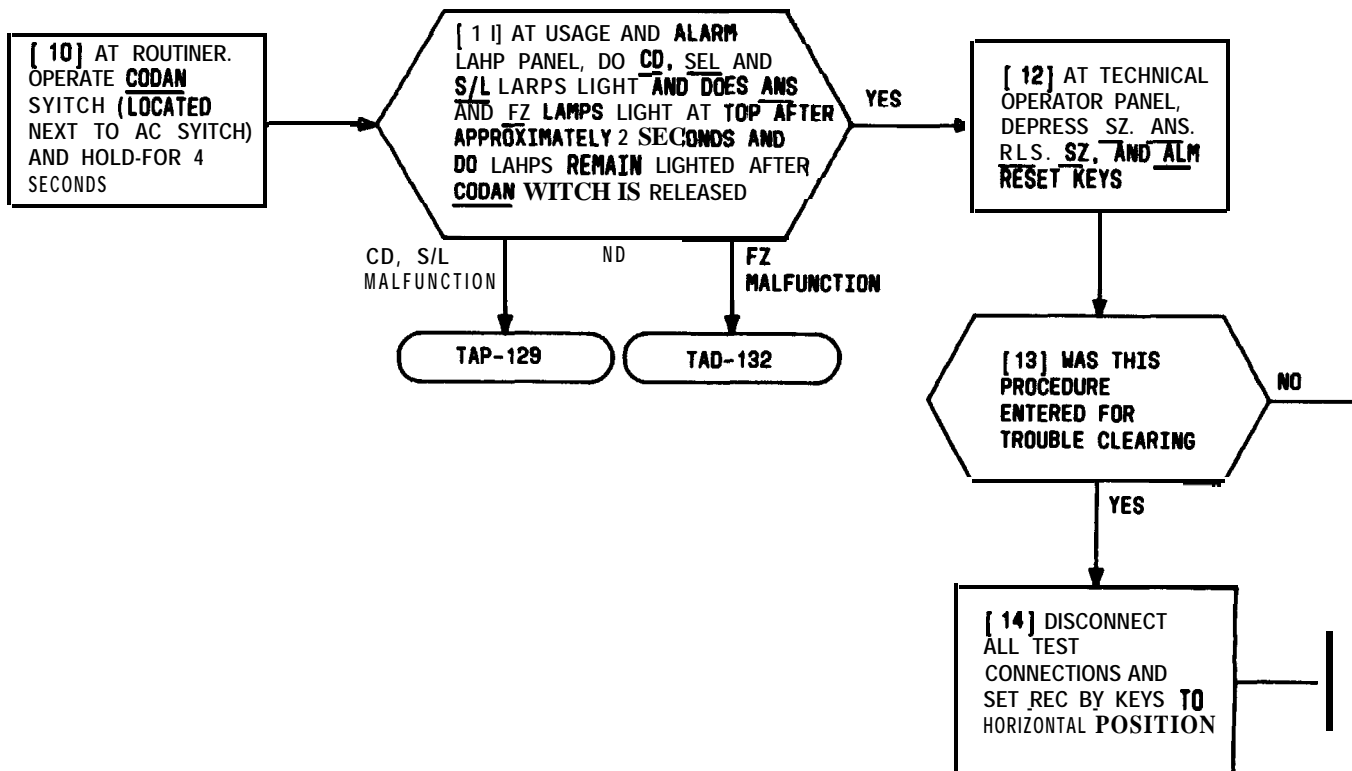 [ 10] AT ROUTINER.
OPERATE CODAN
SYITCH (LOCATED
NEXT TO AC SYITCH)
AND HOLD-FOR 4
SECONDS
[ 1 I] AT USAGE AND ALARM
LAHP PANEL, DO CD, SEL AND
S/L LARPS LIGHT AND DOES ANS
AND FZ LAMPS LIGHT AT TOP AFTER
APPROXIMATELY 2 SECONDS AND
DO LAHPS REMAIN LIGHTED AFTER
CODAN WITCH IS RELEASED
YES
[12] AT TECHNICAL
OPERATOR PANEL,
DEPRESS SZ. ANS.
RLS. SZ, AND ALM
RESET KEYS
CD, S/L
MALFUNCTION
ND
FZ
MALFUNCTION
TAP-129
TAD-132
[13] WAS THIS
PROCEDURE
ENTERED FOR
TROUBLE CLEARING
NO
YES
[ 14] DISCONNECT
ALL TEST
CONNECTIONS AND
SET REC BY KEYS TO
HORIZONTAL POSITION